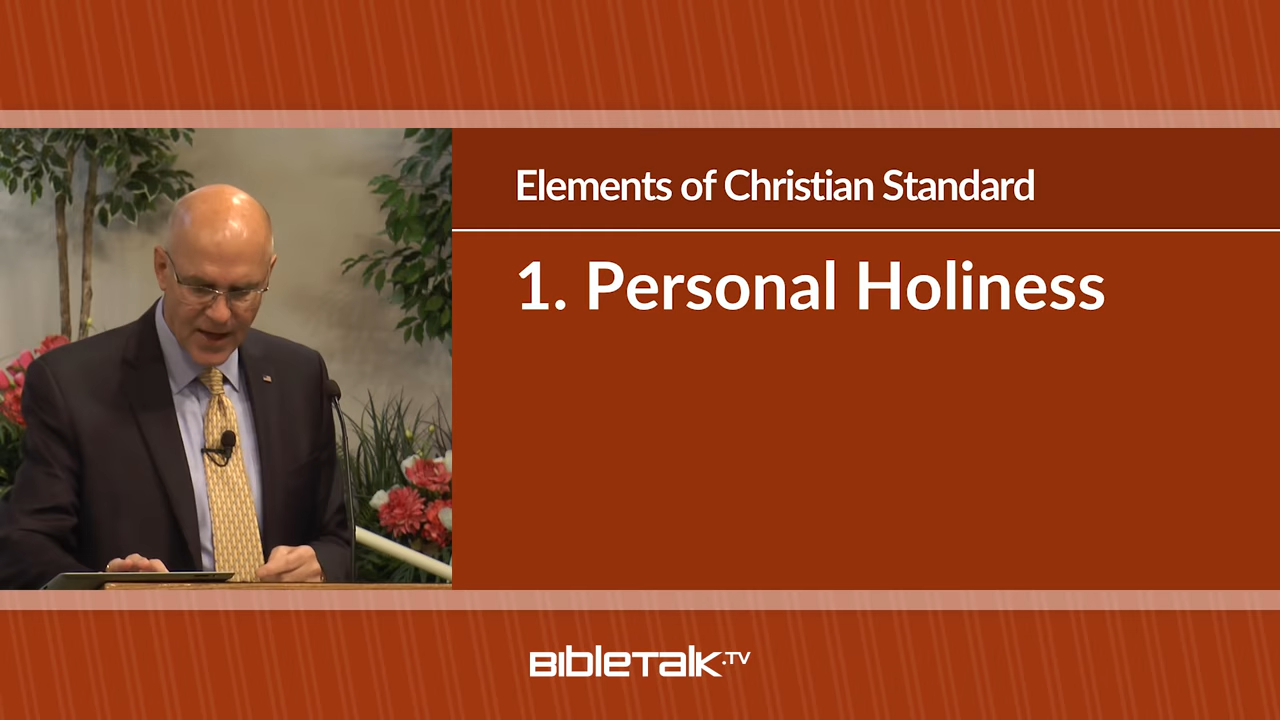 Elements of Christian Standard
1. Personal Holiness
BIBLETALK.TV